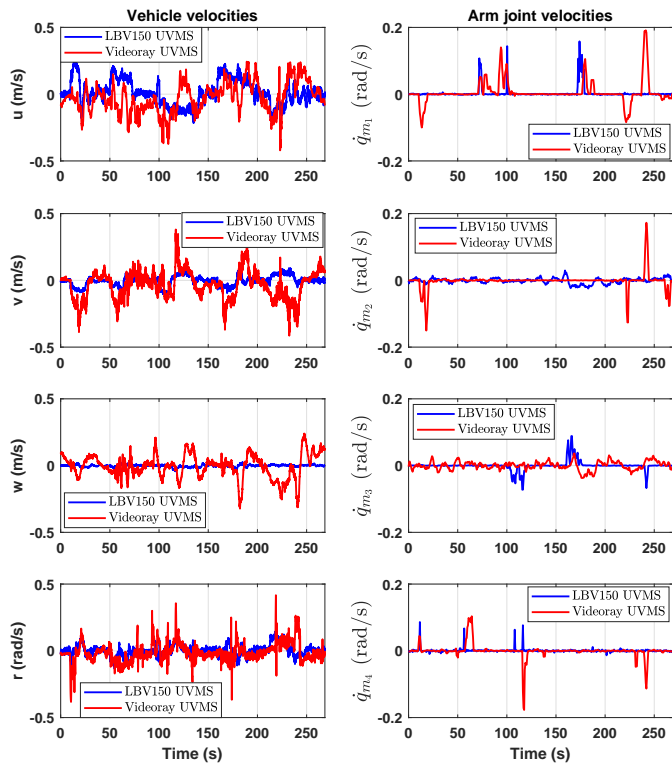 Vehicle velocities
0.5
0
-0.5
u (m/s)
LBV150 UVMS
Videoray UVMS
0 50 100 150 200 250
Arm joint velocities
0.2
0
-0.2
q̇m₁ (rad/s)
LBV150 UVMS
Videoray UVMS
0 50 100 150 200 250
0.5
0
-0.5
v (m/s)
LBV150 UVMS
Videoray UVMS
0 50 100 150 200 250
0.2
0
-0.2
q̇m₂ (rad/s)
LBV150 UVMS
Videoray UVMS
0 50 100 150 200 250
0.5
0
-0.5
w (m/s)
LBV150 UVMS
Videoray UVMS
0 50 100 150 200 250
0.2
0
-0.2
q̇m₃ (rad/s)
LBV150 UVMS
Videoray UVMS
0 50 100 150 200 250
0.5
0
-0.5
r (rad/s)
LBV150 UVMS
Videoray UVMS
0 50 100 150 200 250
Time (s)
0.2
0
-0.2
q̇m₄ (rad/s)
LBV150 UVMS
Videoray UVMS
0 50 100 150 200 250
Time (s)